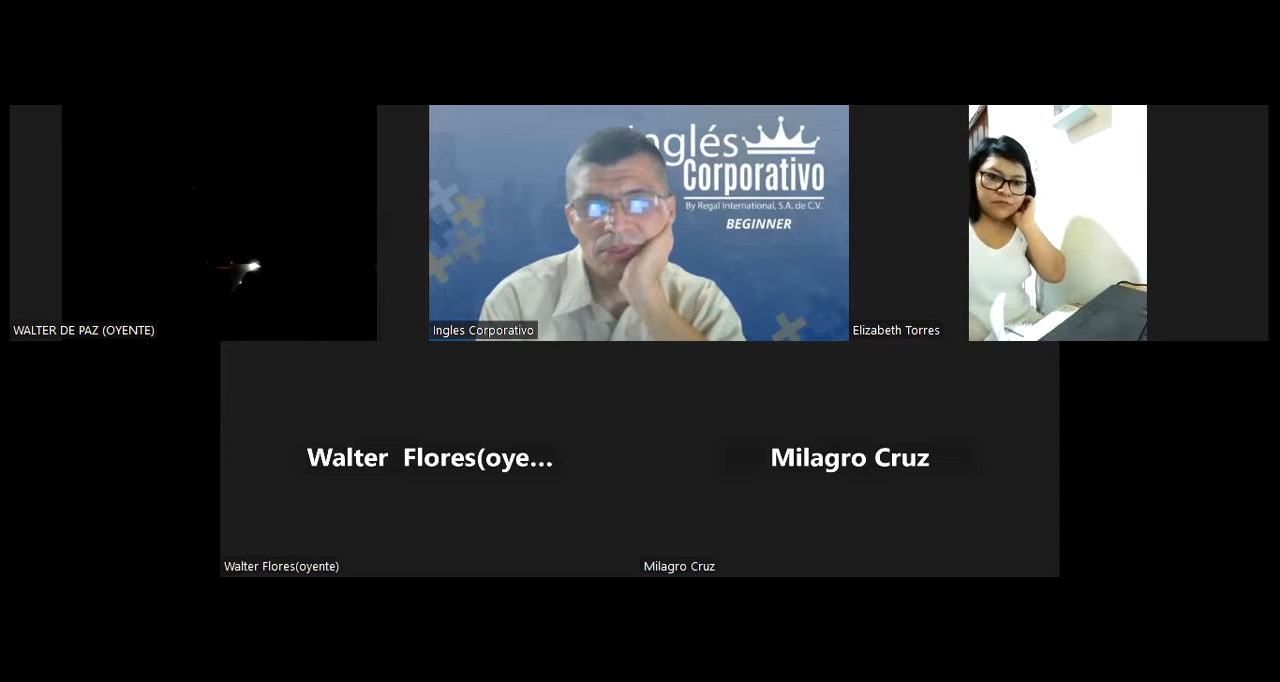 Inglés
Corporativo
By Regal International, S.A. de C.V.
BEGINNER
WALTER DE PAZ (OYENTE)
Ingles Corporativo
Elizabeth Torres
Walter Flores(oye...
Milagro Cruz
Walter Flores(oyente)
Milagro Cruz